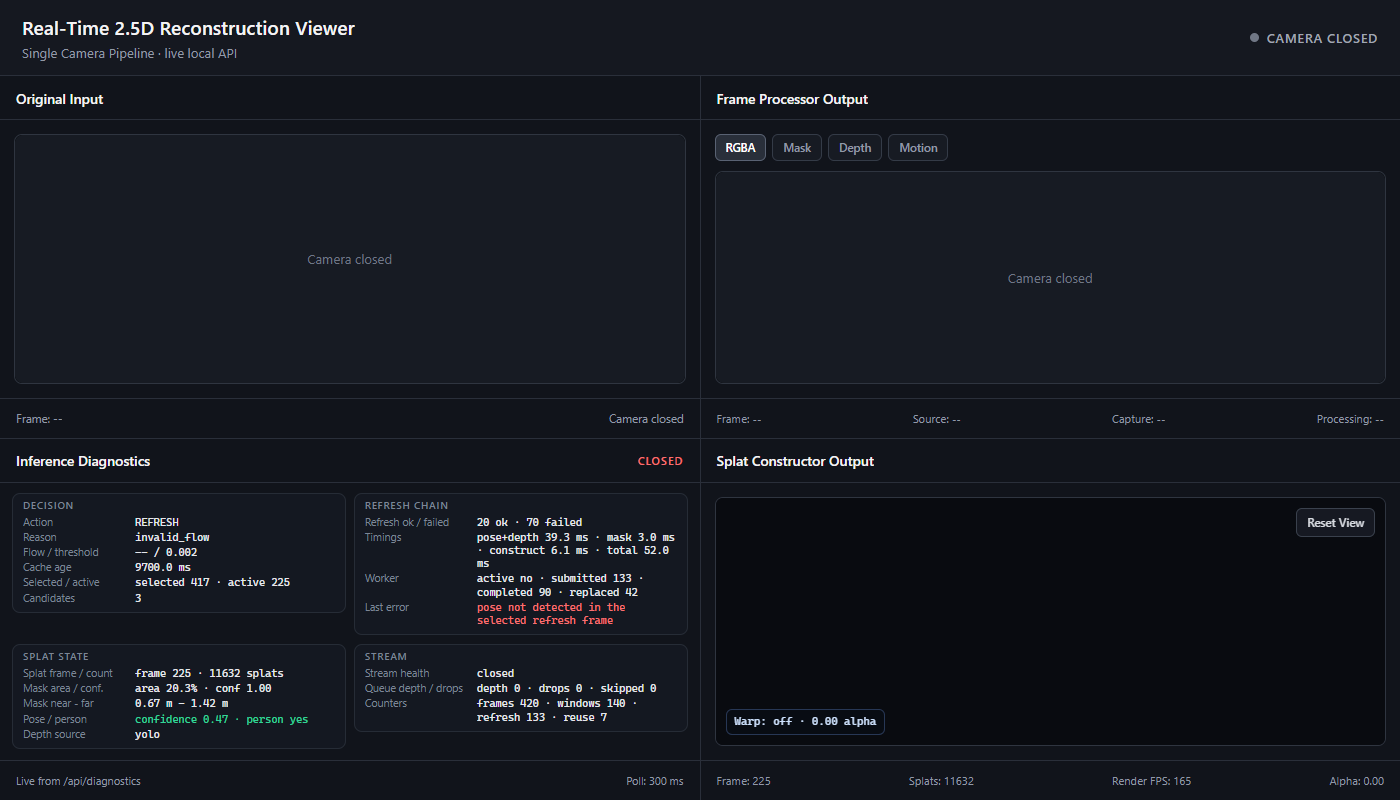 Real-Time 2.5D Reconstruction Viewer
Single Camera Pipeline · live local API
CAMERA CLOSED
Original Input
Camera closed
Frame: --
Camera closed
Frame Processor Output
RGBA Mask Depth Motion
Camera closed
Frame: -- Source: -- Capture: -- Processing: --
Inference Diagnostics
CLOSED
DECISION
Action REFRESH
Reason invalid_flow
Flow / threshold -- / 0.002
Cache age 9700.0 ms
Selected / active selected 417 · active 225
Candidates 3
REFRESH CHAIN
Refresh ok / failed 20 ok · 70 failed
Timings pose+depth 39.3 ms · mask 3.0 ms
· construct 6.1 ms · total 52.0
ms
Worker active no · submitted 133 ·
completed 90 · replaced 42
Last error pose not detected in the
selected refresh frame
SPLAT STATE
Splat frame / count frame 225 · 11632 splats
Mask area / conf. area 20.3% · conf 1.00
Mask near - far 0.67 m – 1.42 m
Pose / person confidence 0.47 · person yes
Depth source yolo
STREAM
Stream health closed
Queue depth / drops depth 0 · drops 0 · skipped 0
Counters frames 420 · windows 140 ·
refresh 133 · reuse 7
Live from /api/diagnostics
Poll: 300 ms
Splat Constructor Output
Reset View
Warp: off · 0.00 alpha
Frame: 225 Splats: 11632 Render FPS: 165 Alpha: 0.00